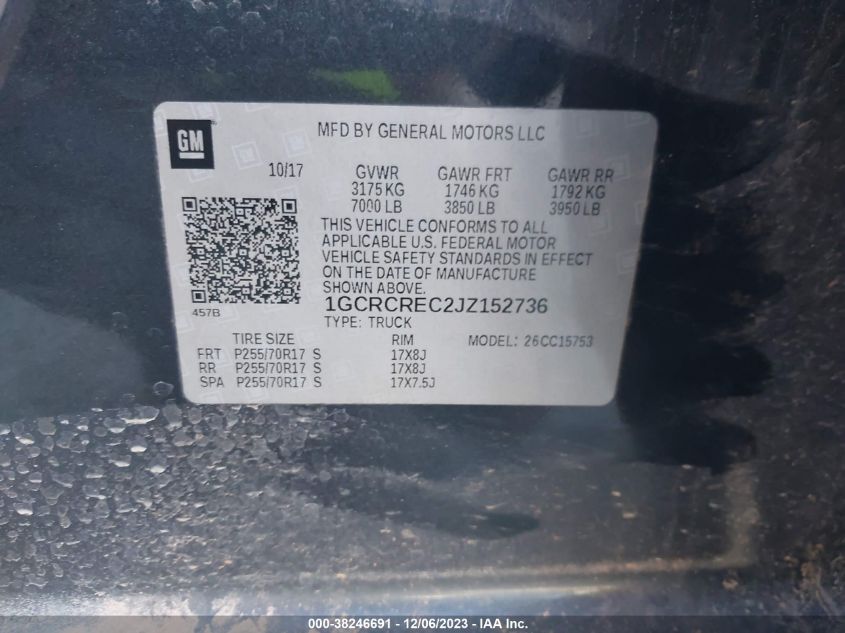 GM
MFD BY GENERAL MOTORS LLC
10/17 GVWR GAWR FRT GAWR RR
3175 KG 1746 KG 1792 KG
7000 LB 3850 LB 3950 LB
THIS VEHICLE CONFORMS TO ALL
APPLICABLE U.S. FEDERAL MOTOR
VEHICLE SAFETY STANDARDS IN EFFECT
ON THE DATE OF MANUFACTURE
SHOWN ABOVE.
457B
1GCRCREC2JZ152736
TYPE: TRUCK
TIRE SIZE RIM MODEL: 26CC15753
FRT P255/70R17 S 17X8J
RR P255/70R17 S 17X8J
SPA P255/70R17 S 17X7.5J
000-38246691 - 12/06/2023 - IAA Inc.